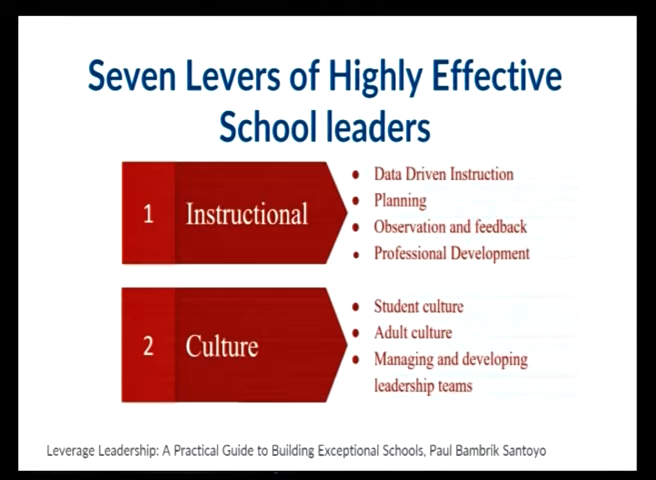 Seven Levers of Highly Effective
School leaders
1
Instructional
• Data Driven Instruction
• Planning
• Observation and feedback
• Professional Development
2
Culture
• Student culture
• Adult culture
• Managing and developing
leadership teams
Leverage Leadership: A Practical Guide to Building Exceptional Schools, Paul Bambrik Santoyo